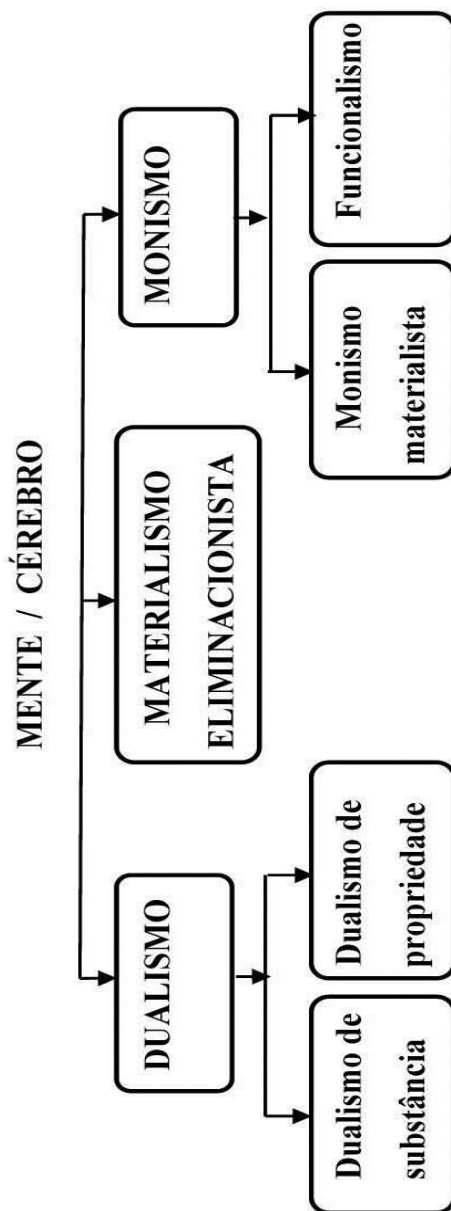 MENTE / CÉREBRO
DUALISMO
MATERIALISMO
ELIMINACIONISTA
MONISMO
Dualismo de
substância
Dualismo de
propriedade
Monismo
materialista
Funcionalismo